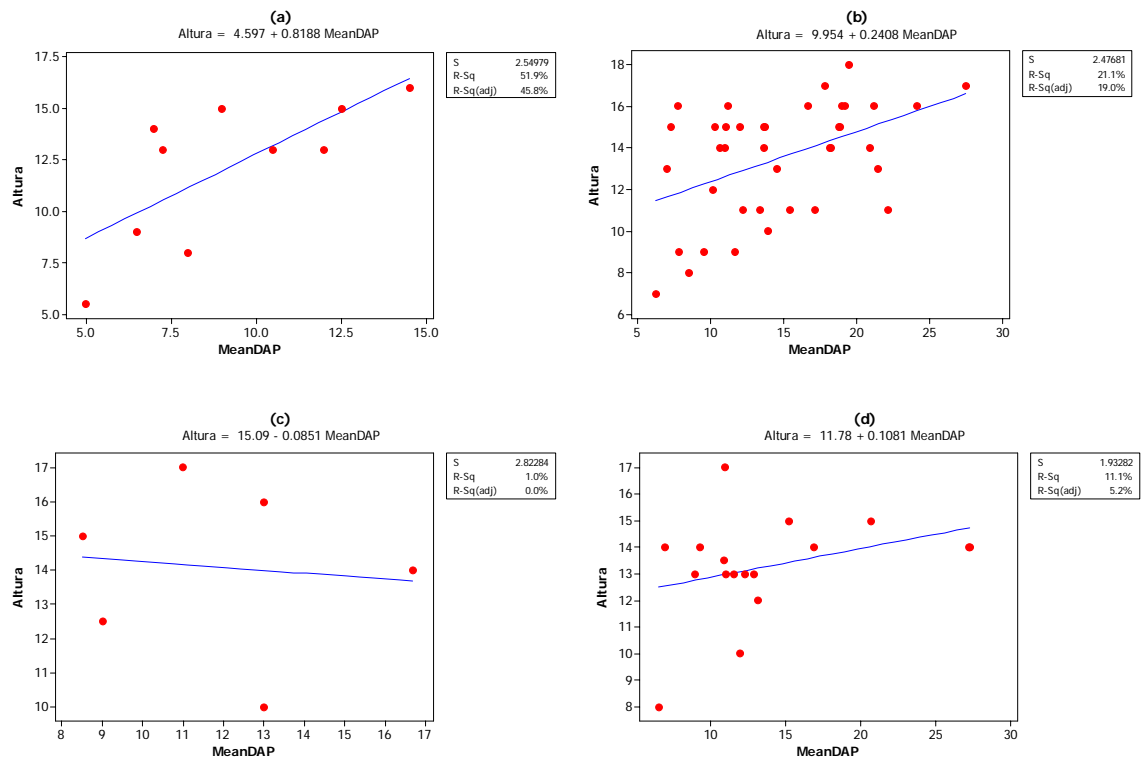 (a)
Altura = 4.597 + 0.8188 MeanDAP
S 2.54979
R-Sq 51.9%
R-Sq(adj) 45.8%
Altura
17.5
15.0
12.5
10.0
7.5
5.0
5.0 7.5 10.0 12.5 15.0
MeanDAP
(b)
Altura = 9.954 + 0.2408 MeanDAP
S 2.47681
R-Sq 21.1%
R-Sq(adj) 19.0%
Altura
18
16
14
12
10
8
6
5 10 15 20 25 30
MeanDAP
(c)
Altura = 15.09 - 0.0851 MeanDAP
S 2.82284
R-Sq 1.0%
R-Sq(adj) 0.0%
Altura
17
16
15
14
13
12
11
10
8 9 10 11 12 13 14 15 16 17
MeanDAP
(d)
Altura = 11.78 + 0.1081 MeanDAP
S 1.93282
R-Sq 11.1%
R-Sq(adj) 5.2%
Altura
17
16
15
14
13
12
11
10
9
8
10 15 20 25 30
MeanDAP